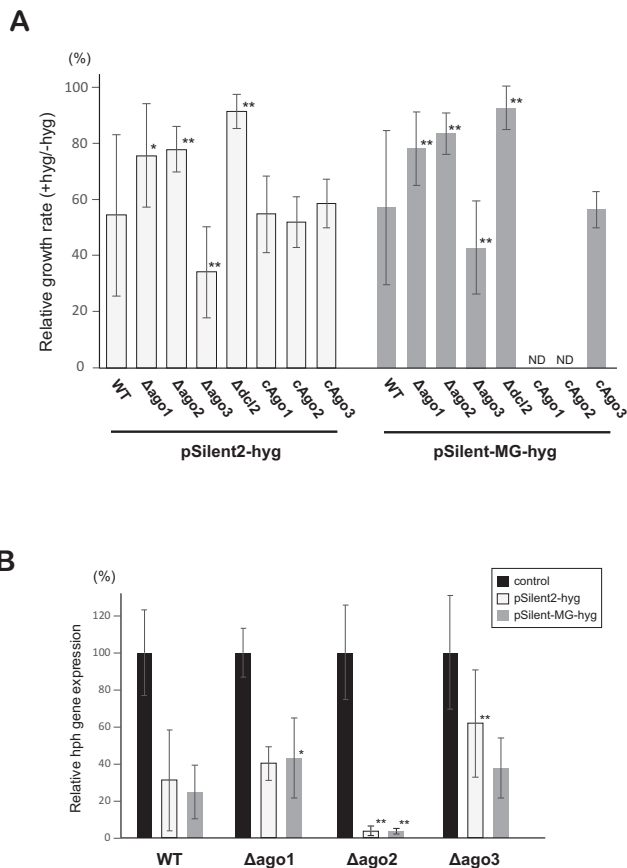 A
(%)
Relative growth rate (+hyg/-hyg)
100
80
60
40
20
0
*
**
**
**
**
**
**
**
ND
ND
WT
Δago1
Δago2
Δago3
Δdcl2
cAgo1
cAgo2
cAgo3
WT
Δago1
Δago2
Δago3
Δdcl2
cAgo1
cAgo2
cAgo3
pSilent2-hyg
pSilent-MG-hyg
B
(%)
control
pSilent2-hyg
pSilent-MG-hyg
Relative hph gene expression
120
100
80
60
40
20
0
*
**
**
**
WT
Δago1
Δago2
Δago3